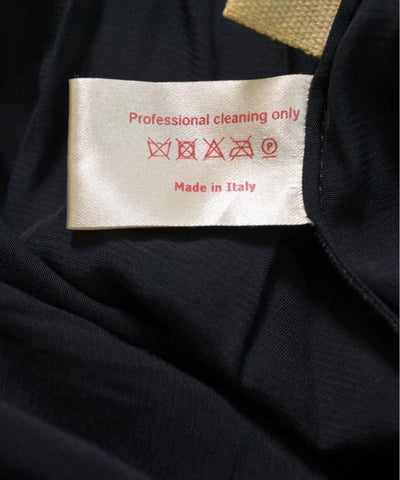 Professional cleaning only
P
Made in Italy